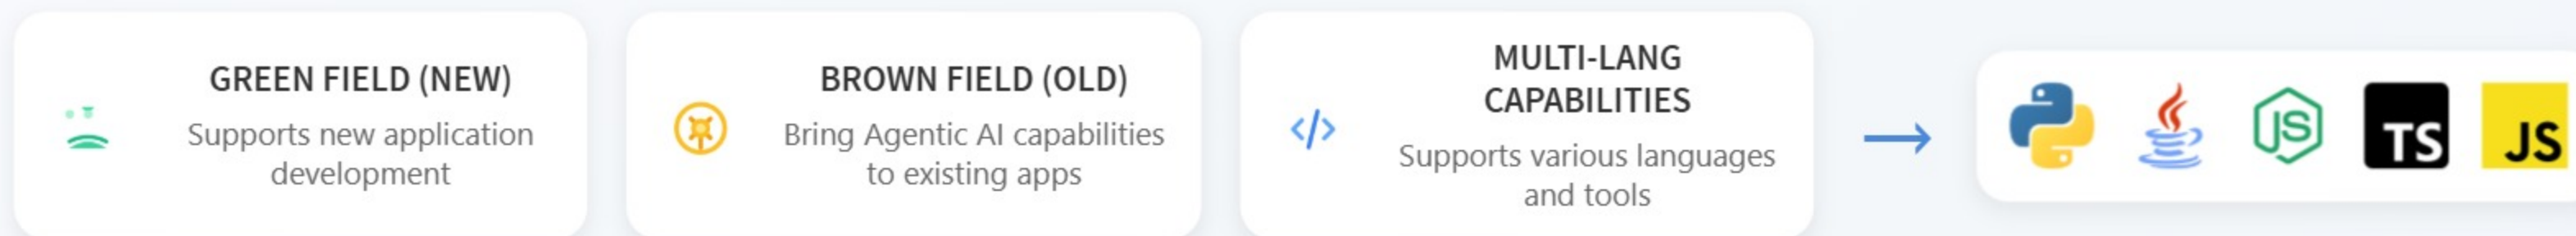 GREEN FIELD (NEW)
Supports new application
development
BROWN FIELD (OLD)
Bring Agentic AI capabilities
to existing apps
MULTI-LANG
CAPABILITIES
Supports various languages
and tools
JS
TS
JS